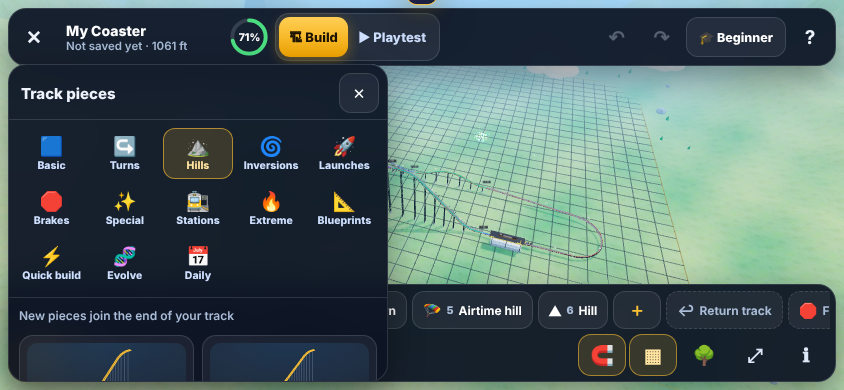 My Coaster
Not saved yet · 1061 ft
71%
Build
Playtest
Beginner
?
Track pieces
Basic
Turns
Hills
Inversions
Launches
Brakes
Special
Stations
Extreme
Blueprints
Quick build
Evolve
Daily
New pieces join the end of your track
n
5 Airtime hill
6 Hill
+
Return track
F